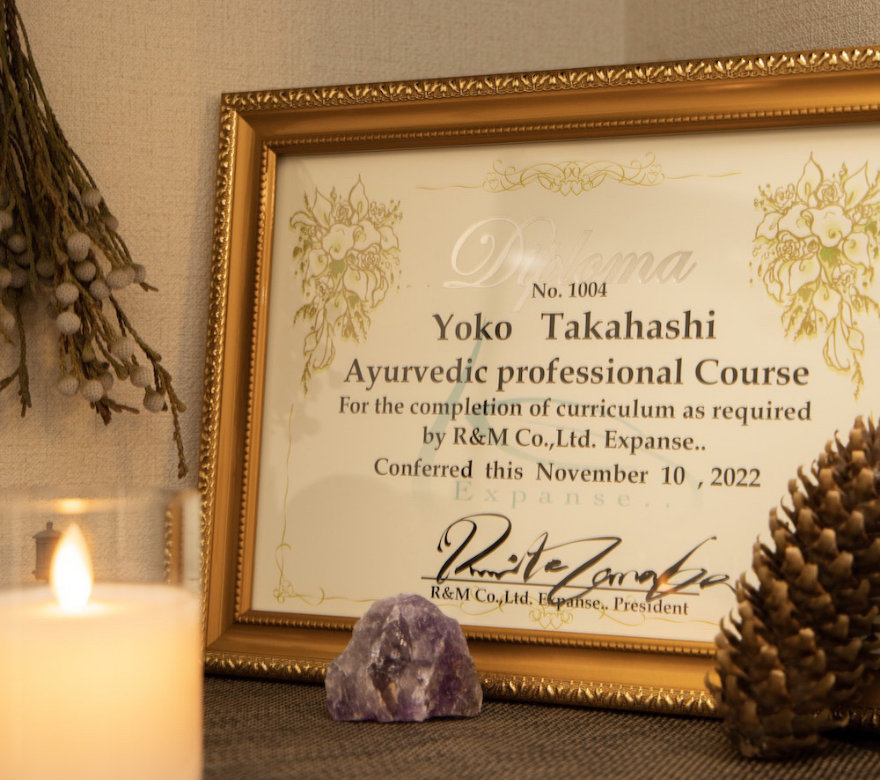 Diploma
No. 1004
Yoko Takahashi
Ayurvedic professional Course
For the completion of curriculum as required
by R&M Co.,Ltd. Expanse..
Conferred this November 10 , 2022
Expanse..
R&M Co.,Ltd. Expanse.. President